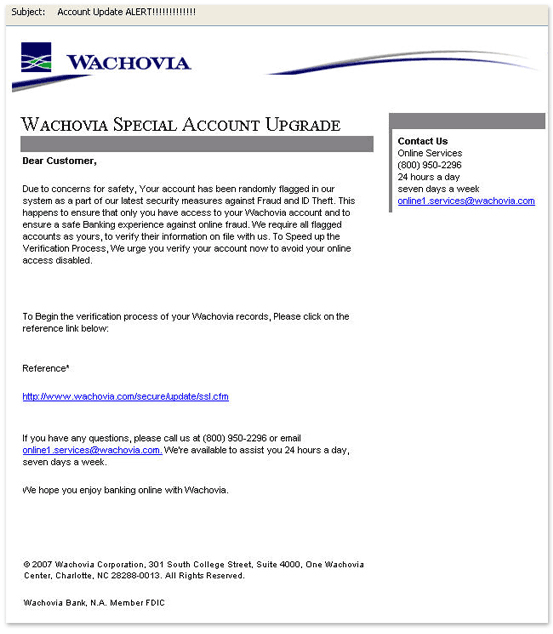 Subject: Account Update ALERT!!!!!!!!!!!!!
WACHOVIA
WACHOVIA SPECIAL ACCOUNT UPGRADE
Dear Customer,
Due to concerns for safety, Your account has been randomly flagged in our
system as a part of our latest security measures against Fraud and ID Theft. This
happens to ensure that only you have access to your Wachovia account and to
ensure a safe Banking experience against online fraud. We require all flagged
accounts as yours, to verify their information on file with us. To Speed up the
Verification Process, We urge you verify your account now to avoid your online
access disabled.
To Begin the verification process of your Wachovia records, Please click on the
reference link below:
Reference*
http://www.wachovia.com/secure/update/ssl.cfm
If you have any questions, please call us at (800) 950-2296 or email
online1.services@wachovia.com. We're available to assist you 24 hours a day,
seven days a week.
We hope you enjoy banking online with Wachovia.
© 2007 Wachovia Corporation, 301 South College Street, Suite 4000, One Wachovia
Center, Charlotte, NC 28288-0013. All Rights Reserved.
Wachovia Bank, N.A. Member FDIC
Contact Us
Online Services
(800) 950-2296
24 hours a day
seven days a week
online1.services@wachovia.com